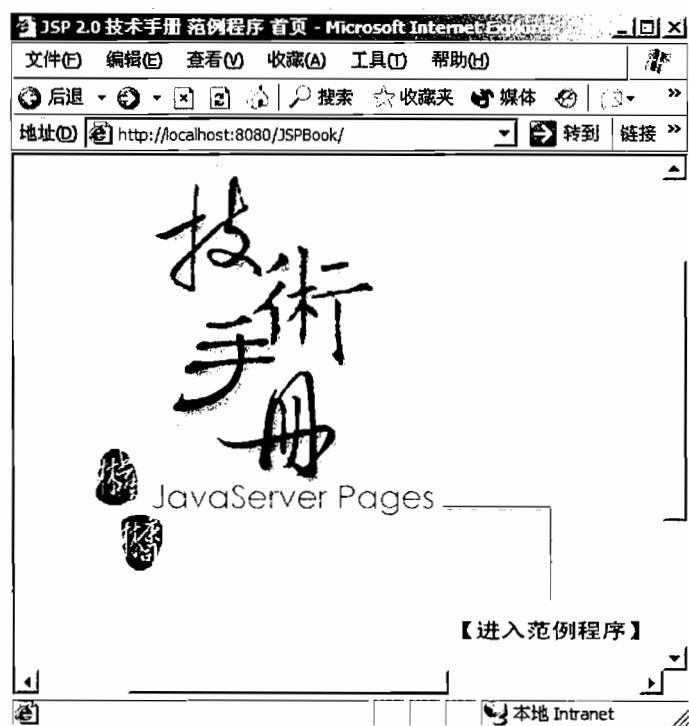 JSP 2.0 技术手册 范例程序 首页 - Microsoft Internet Explorer
文件(F) 编辑(E) 查看(V) 收藏(A) 工具(T) 帮助(H)
后退 搜索 收藏夹 媒体 »
地址(D) http://localhost:8080/JSPBook/ 转到 链接 »
技
術
手
冊
JavaServer Pages
【进入范例程序】
本地 Intranet